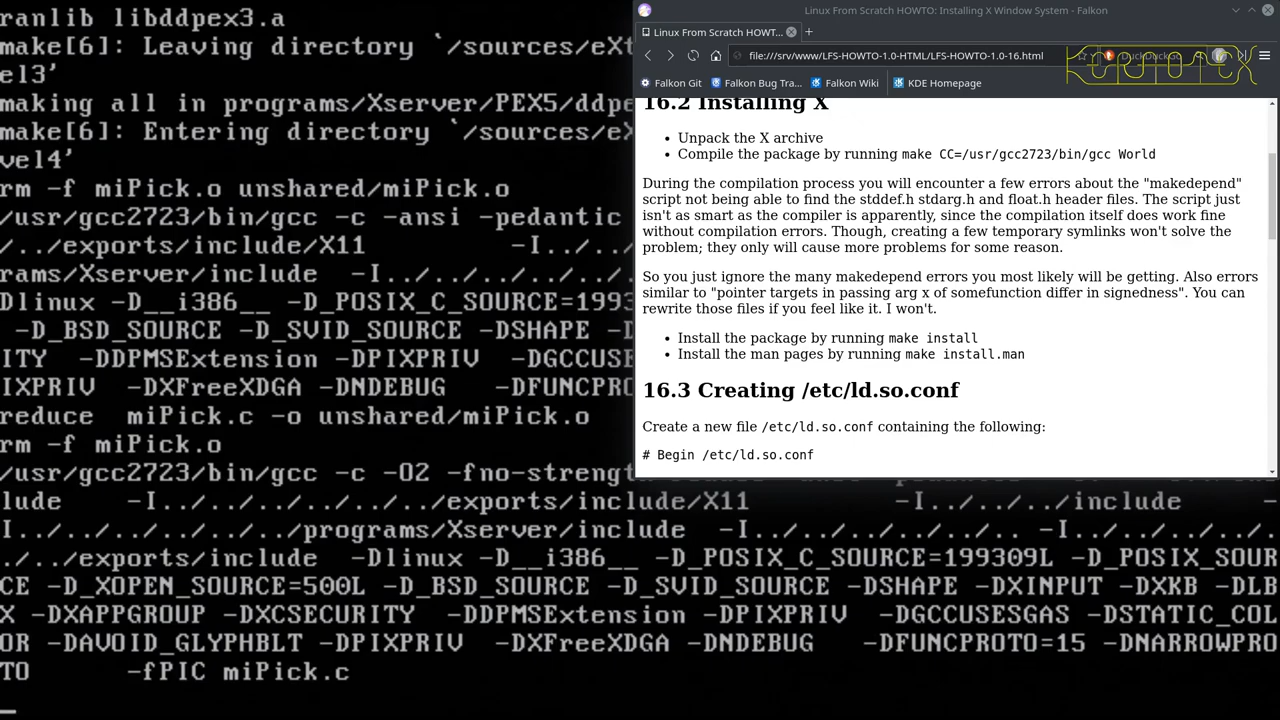 ranlib libddpex3.a
make[6]: Leaving directory `/sources/eXt
el3'
making all in programs/Xserver/PEX5/ddpe
make[6]: Entering directory `/sources/eX
vel4'
rm -f miPick.o unshared/miPick.o
/usr/gcc2723/bin/gcc -c -ansi -pedantic
/../exports/include/X11 -I../../
rams/Xserver/include -I../../../
Dlinux -D__i386__ -D_POSIX_C_SOURCE=1993
-D_BSD_SOURCE -D_SVID_SOURCE -DSHAPE -
ITY -DDPMSExtension -DPIXPRIV -DGCCUSE
PIXPRIV -DXFreeXDGA -DNDEBUG -DFUNCPRO
reduce miPick.c -o unshared/miPick.o
rm -f miPick.o
/usr/gcc2723/bin/gcc -c -O2 -fno-strength
clude -I../../../exports/include/X11 -I../../../include
-I../../../../../programs/Xserver/include -I../../../../.. -I../../../.
./../exports/include -Dlinux -D__i386__ -D_POSIX_C_SOURCE=199309L -D_POSIX_SOUR
CE -D_XOPEN_SOURCE=500L -D_BSD_SOURCE -D_SVID_SOURCE -DSHAPE -DXINPUT -DXKB -DLB
X -DXAPPGROUP -DXCSECURITY -DDPMSExtension -DPIXPRIV -DGCCUSESGAS -DSTATIC_COL
OR -DAVOID_GLYPHBLT -DPIXPRIV -DXFreeXDGA -DNDEBUG -DFUNCPROTO=15 -DNARROWPRO
TO -fPIC miPick.c
Linux From Scratch HOWTO: Installing X Window System - Falkon
Linux From Scratch HOWT...
file:///srv/www/LFS-HOWTO-1.0-HTML/LFS-HOWTO-1.0-16.html
Falkon Git Falkon Bug Tra... Falkon Wiki KDE Homepage
16.2 Installing X
• Unpack the X archive
• Compile the package by running make CC=/usr/gcc2723/bin/gcc World
During the compilation process you will encounter a few errors about the "makedepend"
script not being able to find the stddef.h stdarg.h and float.h header files. The script just
isn't as smart as the compiler is apparently, since the compilation itself does work fine
without compilation errors. Though, creating a few temporary symlinks won't solve the
problem; they only will cause more problems for some reason.
So you just ignore the many makedepend errors you most likely will be getting. Also errors
similar to "pointer targets in passing arg x of somefunction differ in signedness". You can
rewrite those files if you feel like it. I won't.
• Install the package by running make install
• Install the man pages by running make install.man
16.3 Creating /etc/ld.so.conf
Create a new file /etc/ld.so.conf containing the following:
# Begin /etc/ld.so.conf